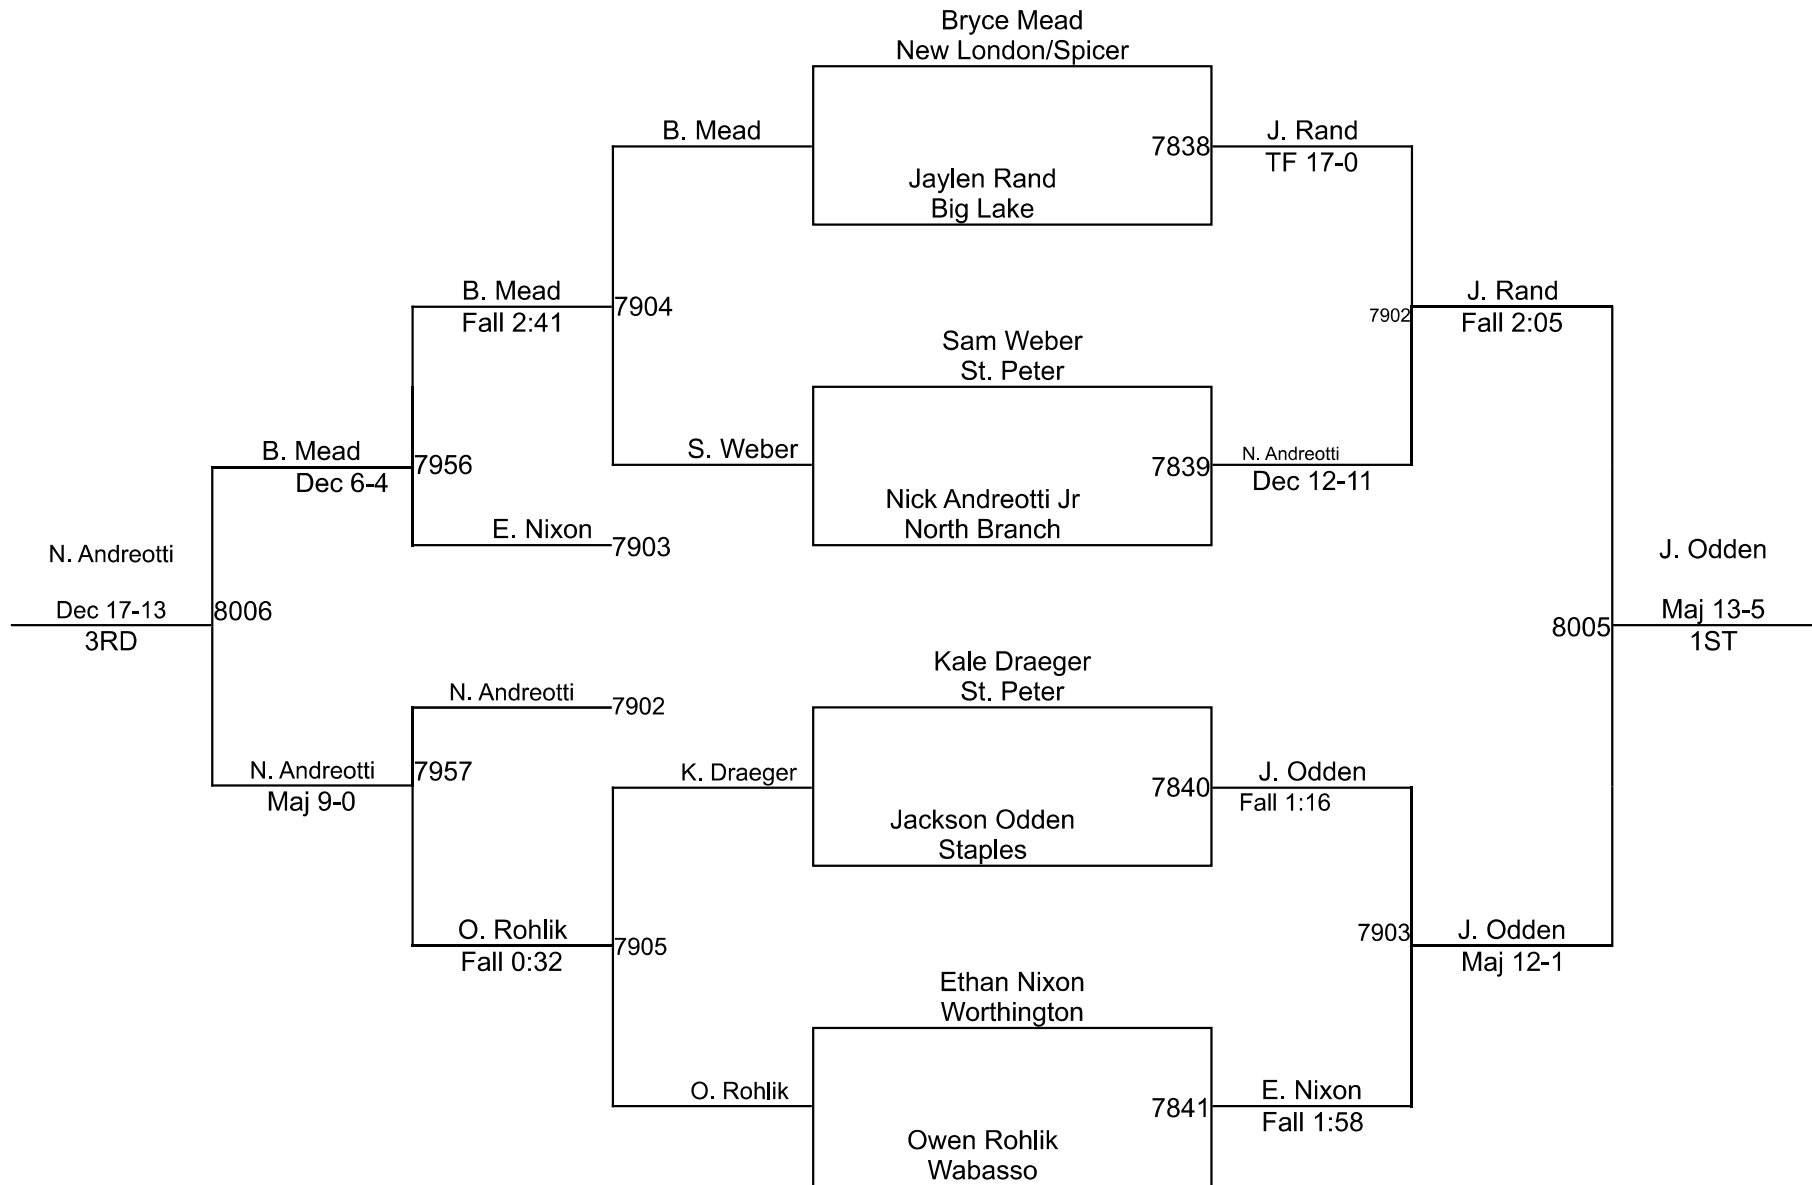 Bryce Mead
New London/Spicer
B. Mead
7838
J. Rand
TF 17-0
Jaylen Rand
Big Lake
B. Mead
Fall 2:41
7904
7902
J. Rand
Fall 2:05
Sam Weber
St. Peter
B. Mead
Dec 6-4
7956
S. Weber
7839
N. Andreotti
Dec 12-11
Nick Andreotti Jr
North Branch
E. Nixon
7903
N. Andreotti
Dec 17-13
3RD
8006
8005
J. Odden
Maj 13-5
1ST
Kale Draeger
St. Peter
N. Andreotti
7902
N. Andreotti
Maj 9-0
7957
K. Draeger
7840
J. Odden
Fall 1:16
Jackson Odden
Staples
O. Rohlik
Fall 0:32
7905
7903
J. Odden
Maj 12-1
Ethan Nixon
Worthington
O. Rohlik
7841
E. Nixon
Fall 1:58
Owen Rohlik
Wabasso